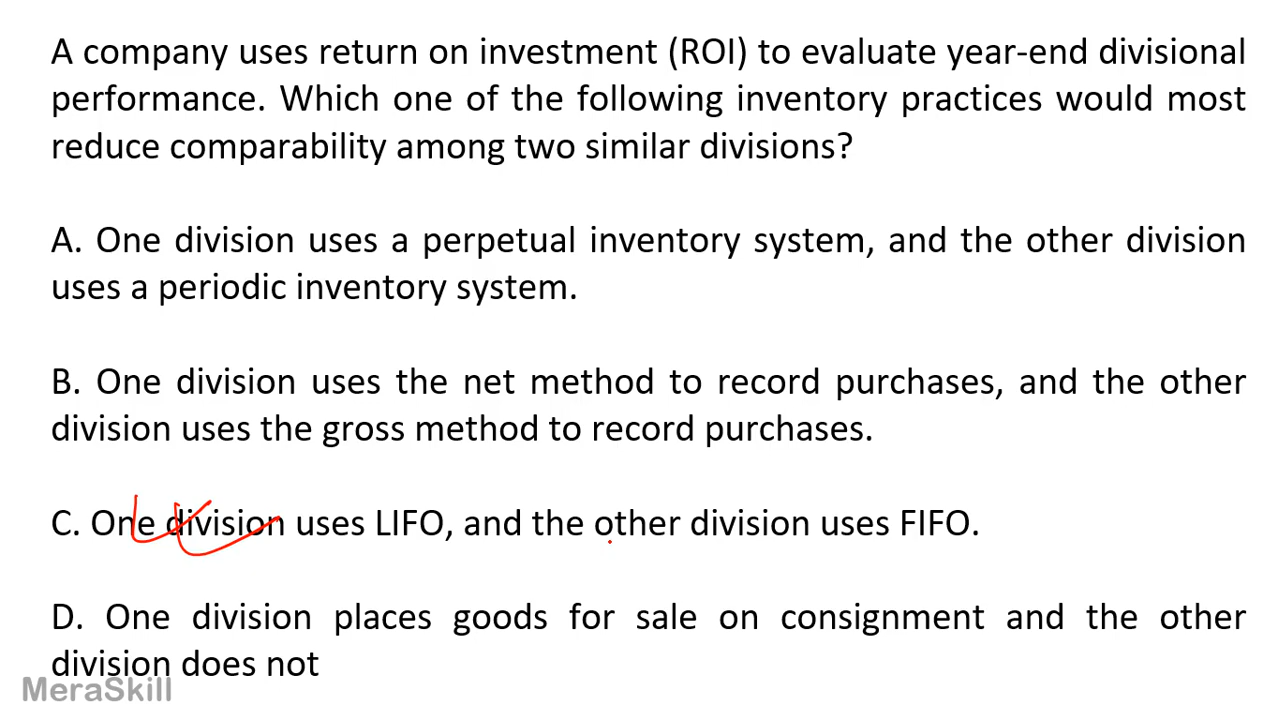 A company uses return on investment (ROI) to evaluate year-end divisional
performance. Which one of the following inventory practices would most
reduce comparability among two similar divisions?
A. One division uses a perpetual inventory system, and the other division
uses a periodic inventory system.
B. One division uses the net method to record purchases, and the other
division uses the gross method to record purchases.
C. One division uses LIFO, and the other division uses FIFO.
D. One division places goods for sale on consignment and the other
division does not
MeraSkill